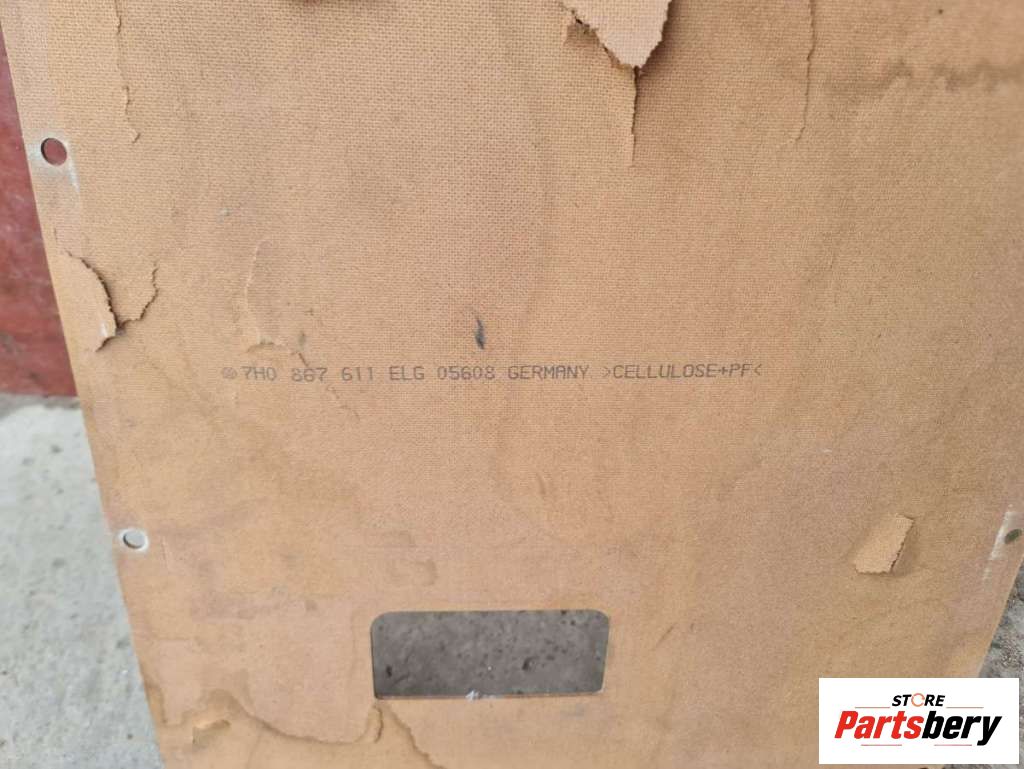 7H0 867 611 ELG 05608 GERMANY >CELLULOSE+PF<
STORE
Partsbery